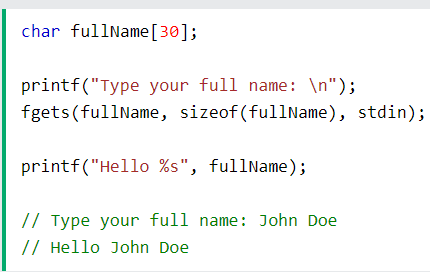 char fullName[30];
printf("Type your full name: \n");
fgets(fullName, sizeof(fullName), stdin);
printf("Hello %s", fullName);
// Type your full name: John Doe
// Hello John Doe